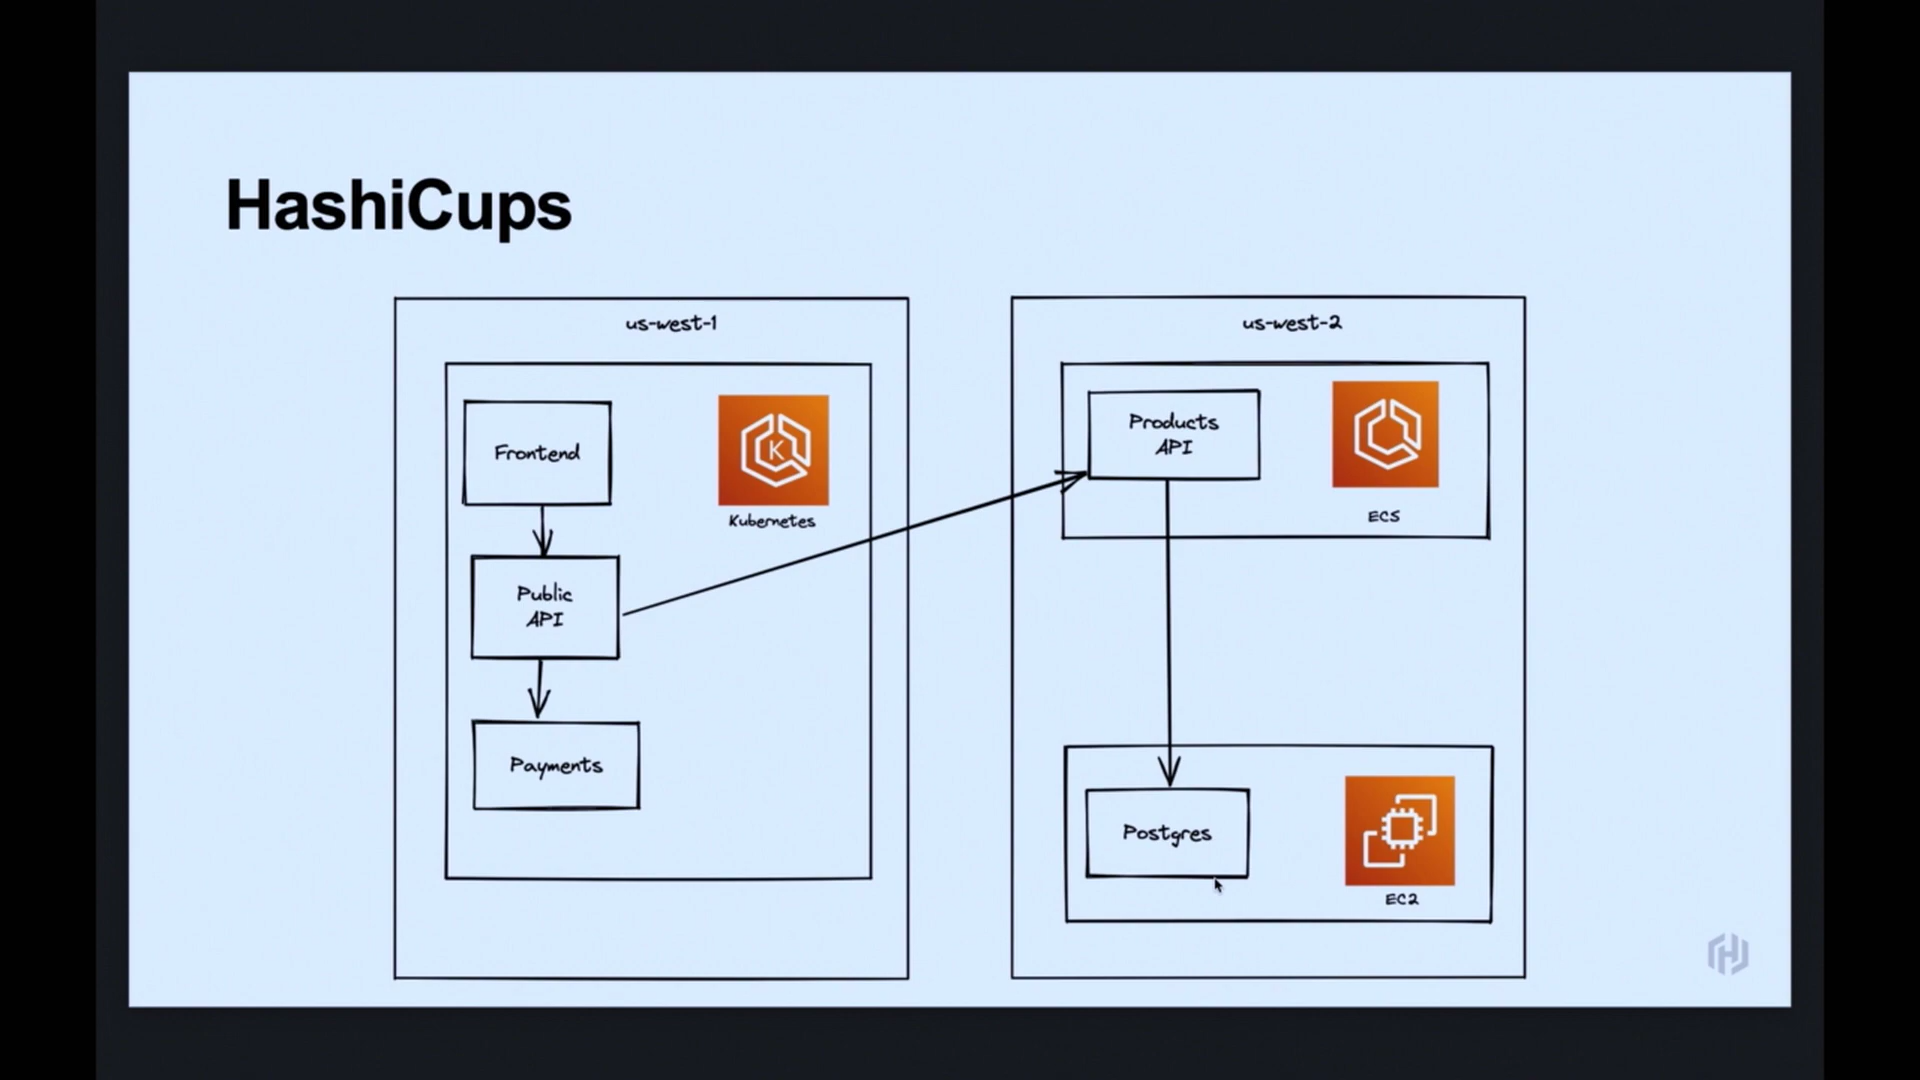 HashiCups
us-west-1
Frontend
Kubernetes
Public
API
Payments
us-west-2
Products
API
ECS
Postgres
EC2